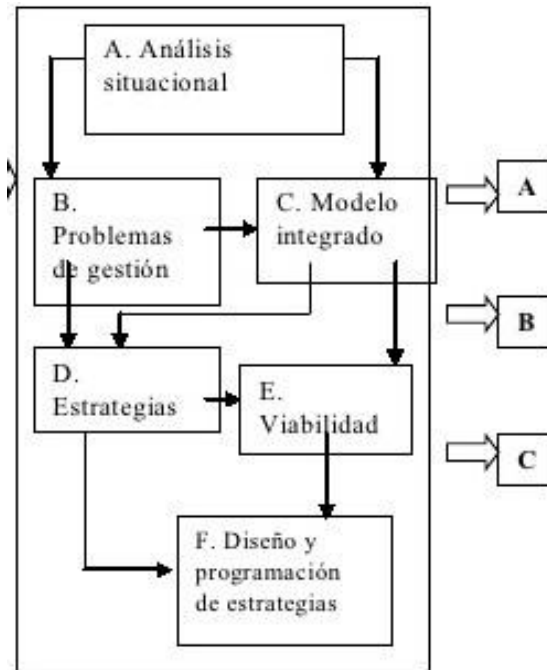 A. Análisis
situacional
B.
Problemas
de gestión
C. Modelo
integrado
A
B
D.
Estrategias
E.
Viabilidad
C
F. Diseño y
programación
de estrategias